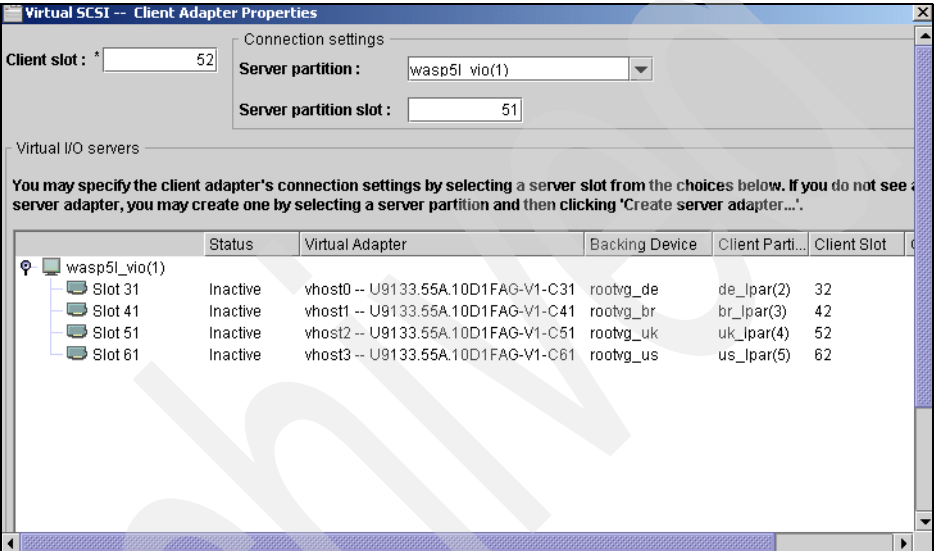 Virtual SCSI -- Client Adapter Properties
Connection settings
Client slot : * 52
Server partition : wasp5l_vio(1)
Server partition slot : 51
Virtual I/O servers
You may specify the client adapter's connection settings by selecting a server slot from the choices below. If you do not see a
server adapter, you may create one by selecting a server partition and then clicking 'Create server adapter...'.
Status Virtual Adapter Backing Device Client Parti... Client Slot
wasp5l_vio(1)
Slot 31 Inactive vhost0 -- U9133.55A.10D1FAG-V1-C31 rootvg_de de_lpar(2) 32
Slot 41 Inactive vhost1 -- U9133.55A.10D1FAG-V1-C41 rootvg_br br_lpar(3) 42
Slot 51 Inactive vhost2 -- U9133.55A.10D1FAG-V1-C51 rootvg_uk uk_lpar(4) 52
Slot 61 Inactive vhost3 -- U9133.55A.10D1FAG-V1-C61 rootvg_us us_lpar(5) 62